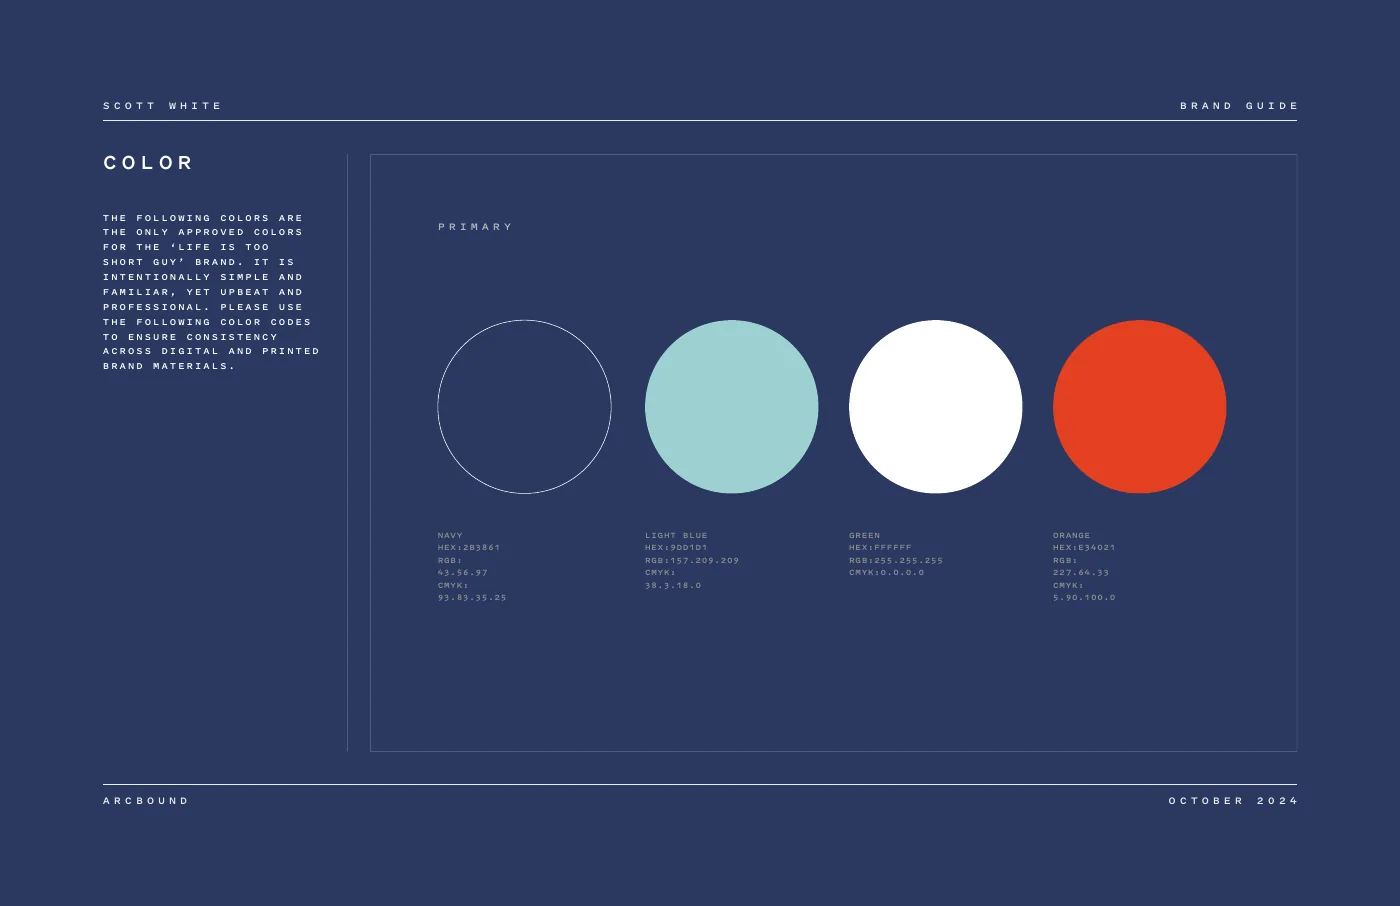 SCOTT WHITE
BRAND GUIDE
COLOR
THE FOLLOWING COLORS ARE
THE ONLY APPROVED COLORS
FOR THE ‘LIFE IS TOO
SHORT GUY’ BRAND. IT IS
INTENTIONALLY SIMPLE AND
FAMILIAR, YET UPBEAT AND
PROFESSIONAL. PLEASE USE
THE FOLLOWING COLOR CODES
TO ENSURE CONSISTENCY
ACROSS DIGITAL AND PRINTED
BRAND MATERIALS.
PRIMARY
NAVY
HEX:2B3861
RGB:
43.56.97
CMYK:
93.83.35.25
LIGHT BLUE
HEX:9DD1D1
RGB:157.209.209
CMYK:
38.3.18.0
GREEN
HEX:FFFFFF
RGB:255.255.255
CMYK:0.0.0.0
ORANGE
HEX:E34021
RGB:
227.64.33
CMYK:
5.90.100.0
ARCBOUND
OCTOBER 2024